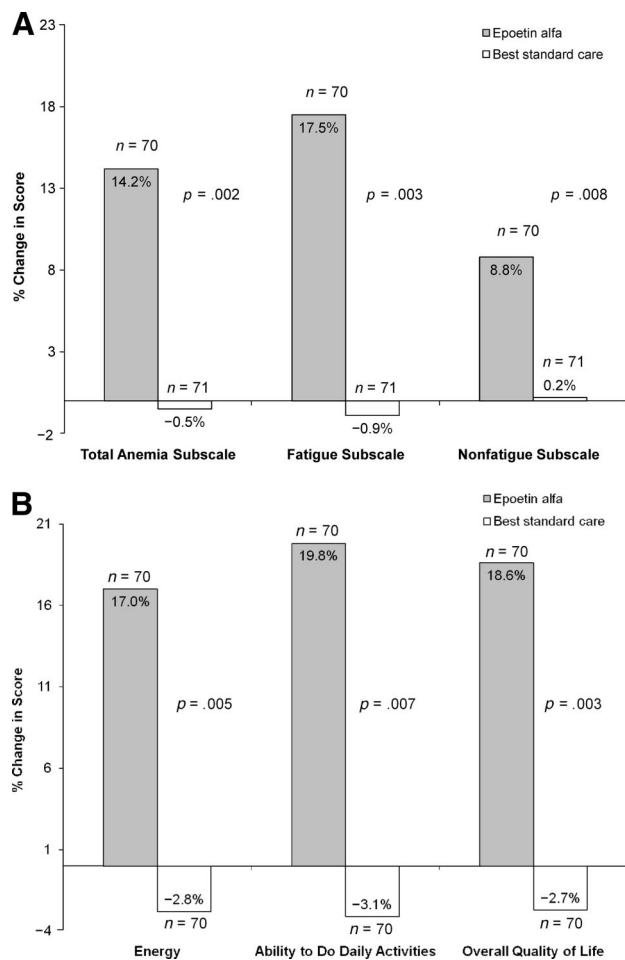 A
23
Epoetin alfa
Best standard care
n = 70
18
17.5%
n = 70
14.2%
p = .002
p = .003
p = .008
13
n = 70
% Change in Score
8
8.8%
3
n = 71
n = 71
n = 71
0.2%
−2
−0.5%
−0.9%
Total Anemia Subscale
Fatigue Subscale
Nonfatigue Subscale
B
21
Epoetin alfa
Best standard care
n = 70
19.8%
n = 70
18.6%
n = 70
17.0%
16
% Change in Score
11
p = .005
p = .007
p = .003
6
1
−2.8%
−3.1%
−2.7%
−4
n = 70
n = 70
n = 70
Energy
Ability to Do Daily Activities
Overall Quality of Life